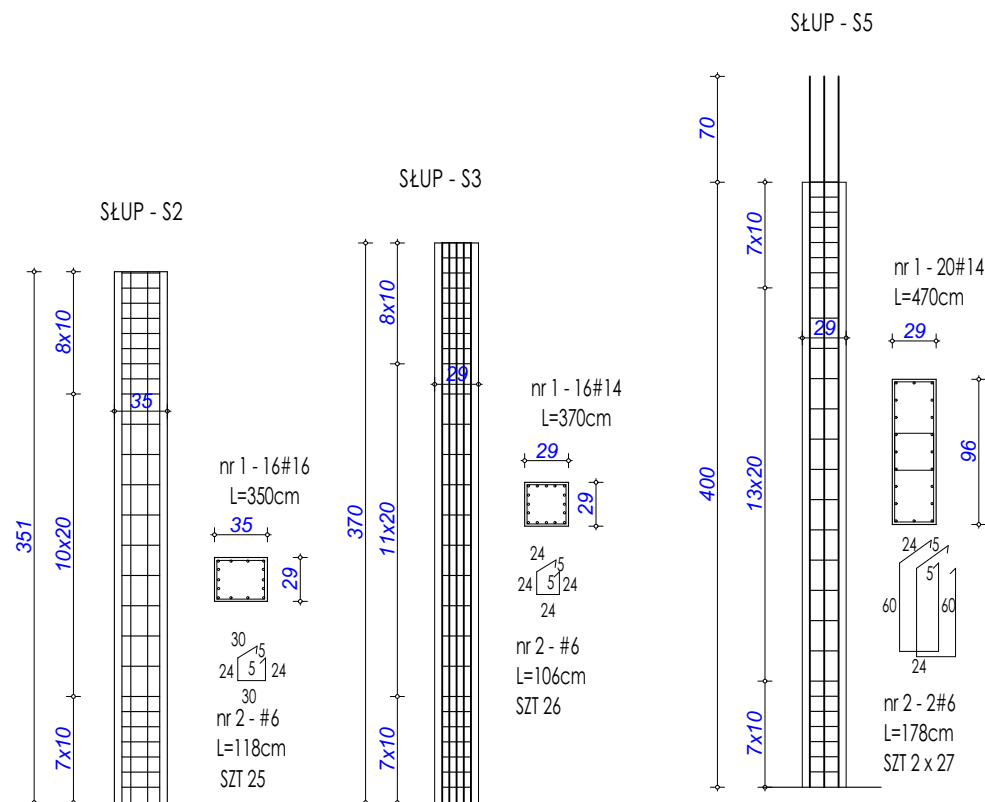 SŁUP - S2
351
8x10
10x20
7x10
35
nr 1 - 16#16
L=350cm
35
29
30
5
24
5
24
30
nr 2 - #6
L=118cm
SZT 25
SŁUP - S3
370
8x10
11x20
7x10
29
nr 1 - 16#14
L=370cm
29
29
24
5
24
5
24
24
nr 2 - #6
L=106cm
SZT 26
SŁUP - S5
70
400
7x10
13x20
7x10
29
nr 1 - 20#14
L=470cm
29
96
24
5
5
60
60
24
nr 2 - 2#6
L=178cm
SZT 2 x 27